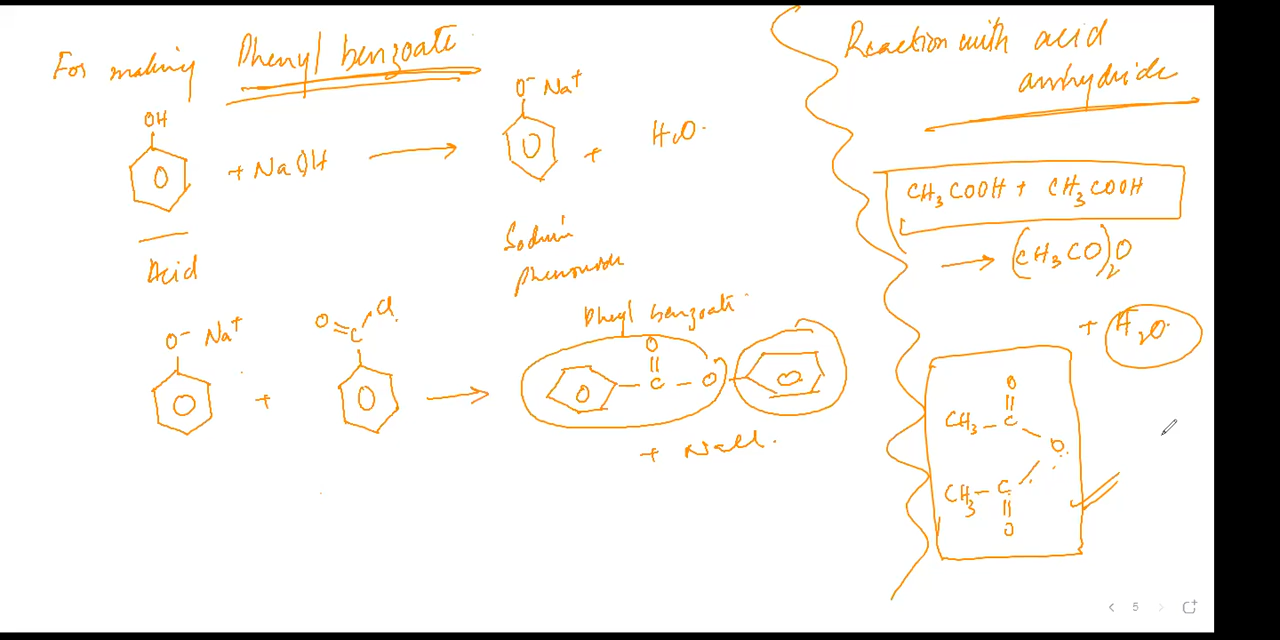 For making Phenyl benzoate
OH
+ NaOH
O⁻ Na⁺
+ H₂O.
Acid
Sodium
O⁻ Na⁺
+
O
C
Cl
Phenyl benzoate
O
C
O
+ NaCl.
Reaction with acid
anhydride
CH₃COOH + CH₃COOH
(CH₃CO)₂O
+ H₂O
O
CH₃ - C
O
CH₃ - C
O
5